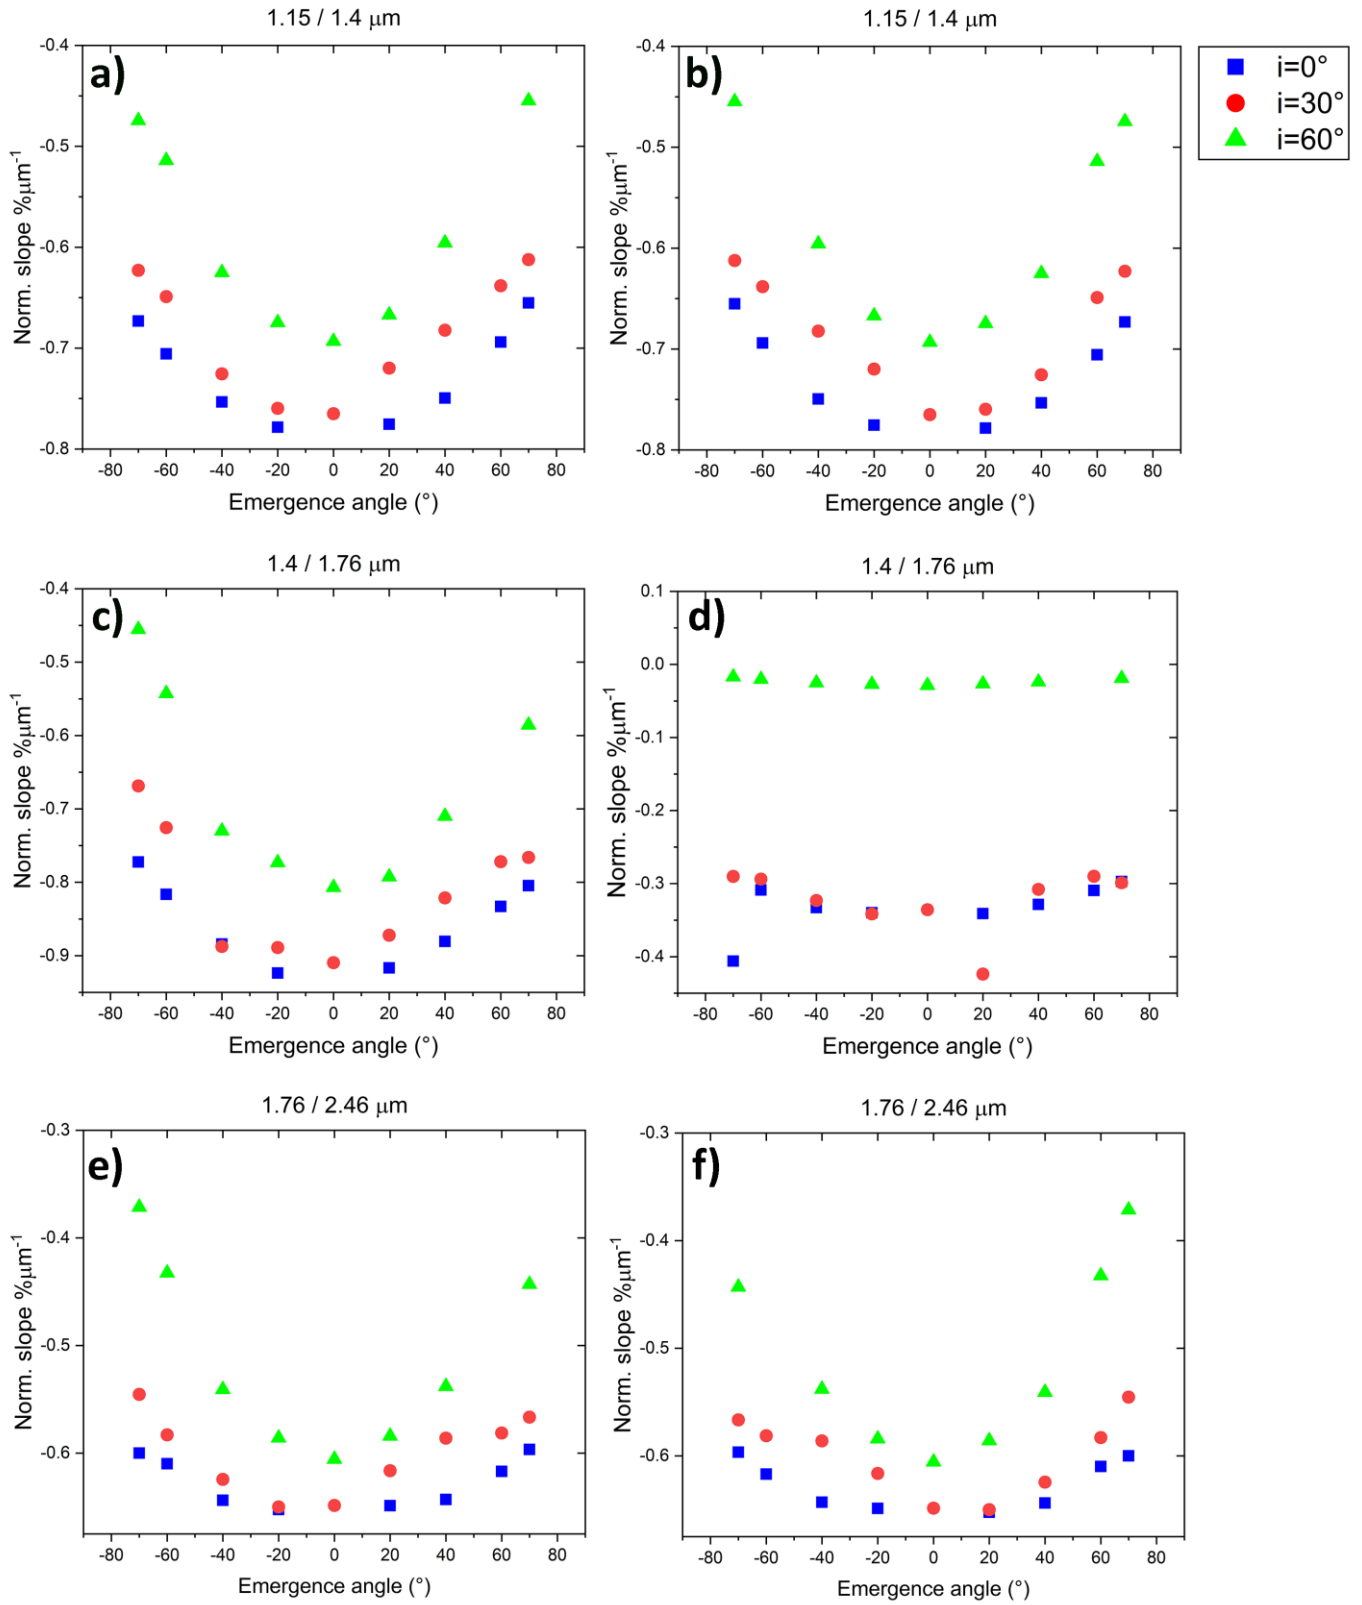 1.15 / 1.4 μm
1.15 / 1.4 μm
a)
b)
i=0°
i=30°
i=60°
Norm. slope %μm⁻¹
-0.4
-0.5
-0.6
-0.7
-0.8
-80 -60 -40 -20 0 20 40 60 80
Emergence angle (°)
Norm. slope %μm⁻¹
-0.4
-0.5
-0.6
-0.7
-0.8
-80 -60 -40 -20 0 20 40 60 80
Emergence angle (°)
1.4 / 1.76 μm
c)
Norm. slope %μm⁻¹
-0.4
-0.5
-0.6
-0.7
-0.8
-0.9
-80 -60 -40 -20 0 20 40 60 80
Emergence angle (°)
1.4 / 1.76 μm
d)
Norm. slope %μm⁻¹
0.1
0.0
-0.1
-0.2
-0.3
-0.4
-80 -60 -40 -20 0 20 40 60 80
Emergence angle (°)
1.76 / 2.46 μm
e)
Norm. slope %μm⁻¹
-0.3
-0.4
-0.5
-0.6
-80 -60 -40 -20 0 20 40 60 80
Emergence angle (°)
1.76 / 2.46 μm
f)
Norm. slope %μm⁻¹
-0.3
-0.4
-0.5
-0.6
-80 -60 -40 -20 0 20 40 60 80
Emergence angle (°)